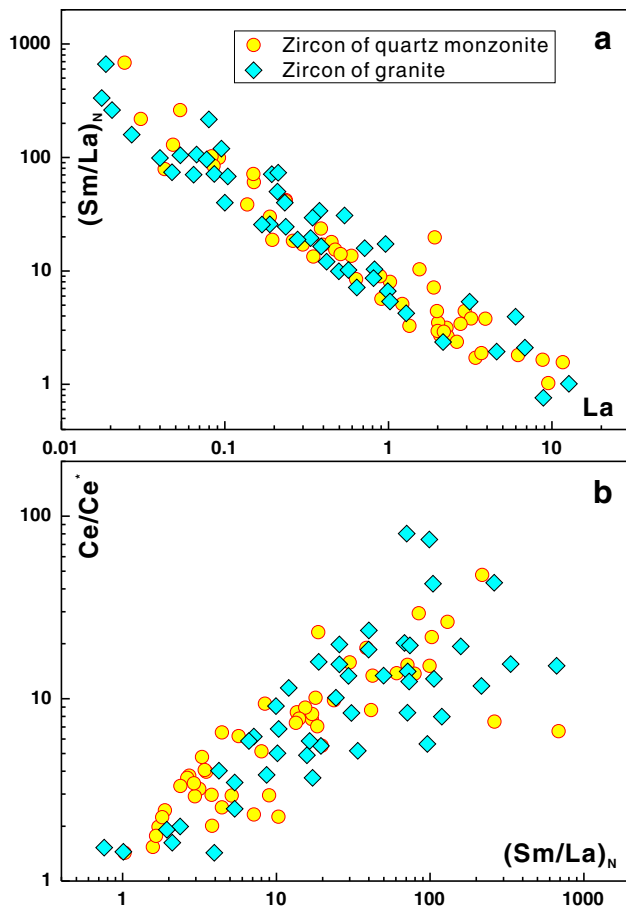 1000
100
10
1
(Sm/La)N
Zircon of quartz monzonite
Zircon of granite
a
La
0.01 0.1 1 10
100
10
1
Ce/Ce*
b
(Sm/La)N
1 10 100 1000